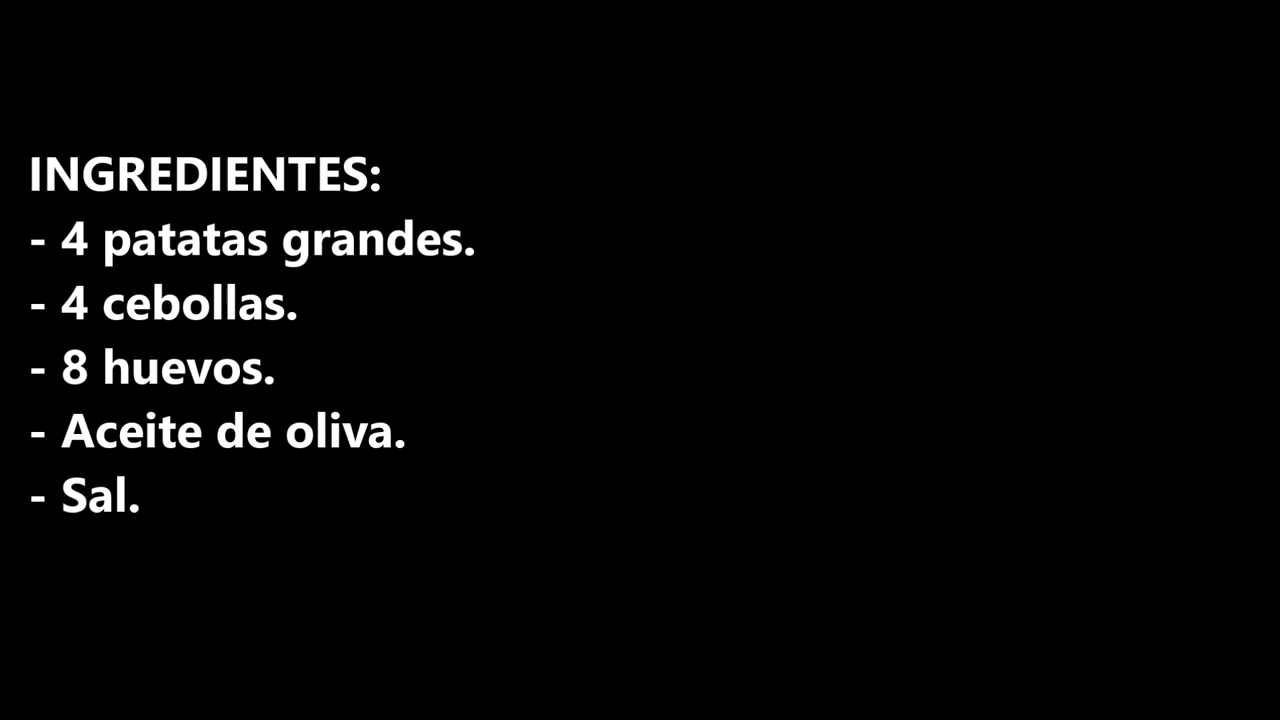 INGREDIENTES:
- 4 patatas grandes.
- 4 cebollas.
- 8 huevos.
- Aceite de oliva.
- Sal.